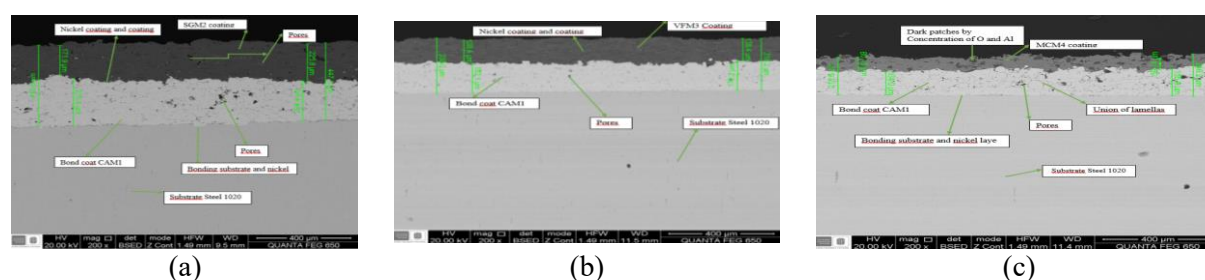 SGM2 coatine
Nickel coating and coating
Pores
Bond coat CAM1
Pores
Bonding substrate and nickel
Substrate Steel 1020
HV mag det mode HFW WD 400 µm
20.00 kV 200 x BSED Z Cont 1.49 mm 9.5 mm QUANTA FEG 650
(a)
Nickel coating and coating
VFM3 Coating
Bond coat CAM1
Pores
Substrate Steel 1020
HV mag det mode HFW WD 400 µm
20.00 kV 200 x BSED Z Cont 1.49 mm 11.5 mm QUANTA FEG 650
(b)
Dark patches by
Concentration of O and Al
MCM4 coating
Bond coat CAM1
Union of lamellas
Pores
Bonding substrate and nickel laye
Substrate Steel 1020
HV mag det mode HFW WD 400 µm
20.00 kV 200 x BSED Z Cont 1.49 mm 11.4 mm QUANTA FEG 650
(c)